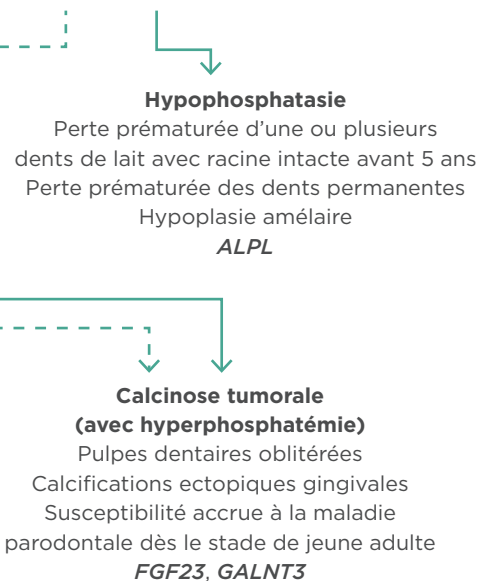 Hypophosphatasie
Perte prématurée d’une ou plusieurs
dents de lait avec racine intacte avant 5 ans
Perte prématurée des dents permanentes
Hypoplasie amélaire
ALPL
Calcinose tumorale
(avec hyperphosphatémie)
Pulpes dentaires oblitérées
Calcifications ectopiques gingivales
Susceptibilité accrue à la maladie
parodontale dès le stade de jeune adulte
FGF23, GALNT3